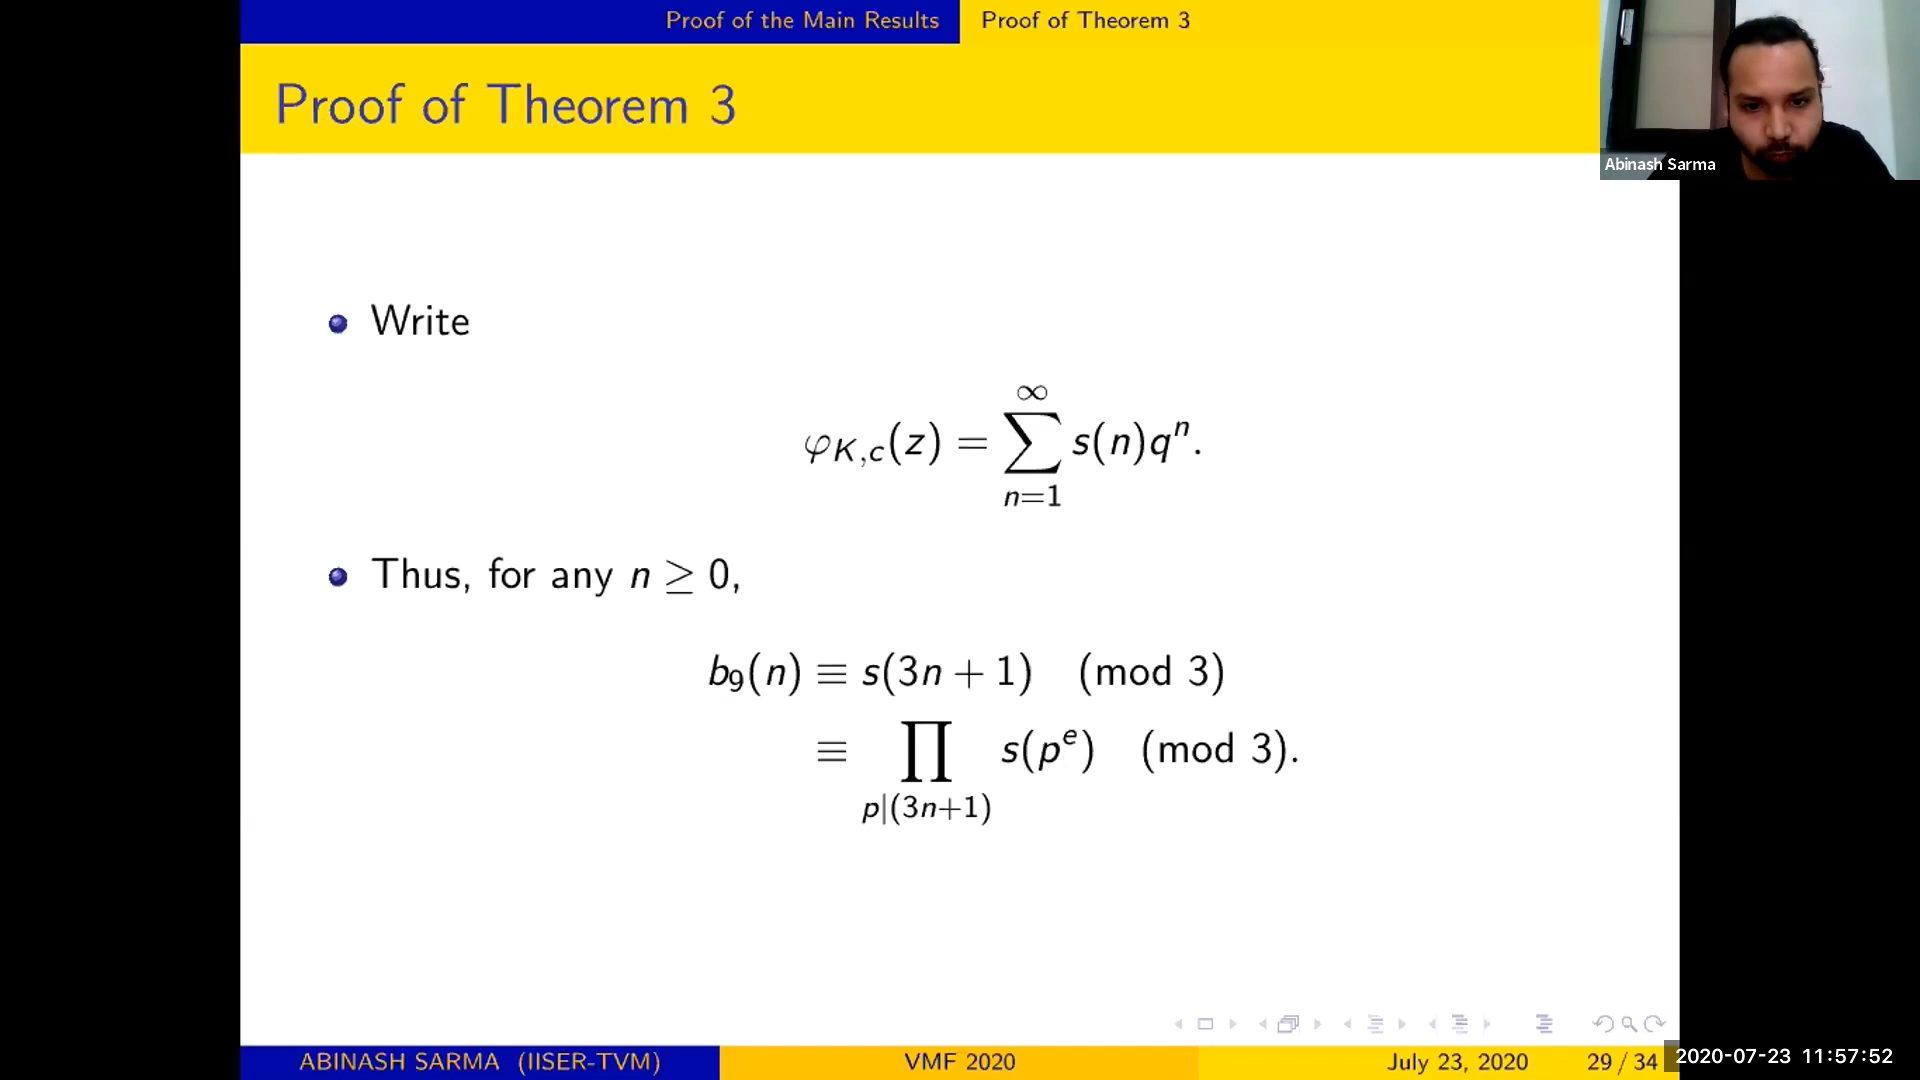 Proof of the Main Results Proof of Theorem 3
Proof of Theorem 3
Abinash Sarma
• Write
φ_{K,c}(z) = ∑_{n=1}^{∞} s(n)q^n.
• Thus, for any n ≥ 0,
b_9(n) ≡ s(3n + 1) (mod 3)
≡ ∏_{p|(3n+1)} s(p^e) (mod 3).
ABINASH SARMA (IISER-TVM) VMF 2020 July 23, 2020 29 / 34
2020-07-23 11:57:52